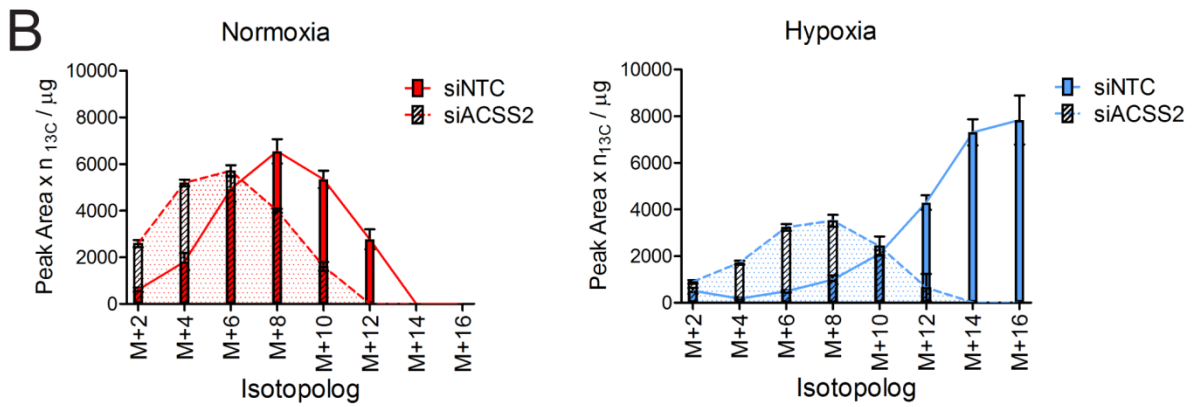 B
Normoxia
10000
8000
6000
4000
2000
0
Peak Area x n 13C / μg
siNTC
siACSS2
M+2
M+4
M+6
M+8
M+10
M+12
M+14
M+16
Isotopolog
Hypoxia
10000
8000
6000
4000
2000
0
Peak Area x n 13C / μg
siNTC
siACSS2
M+2
M+4
M+6
M+8
M+10
M+12
M+14
M+16
Isotopolog